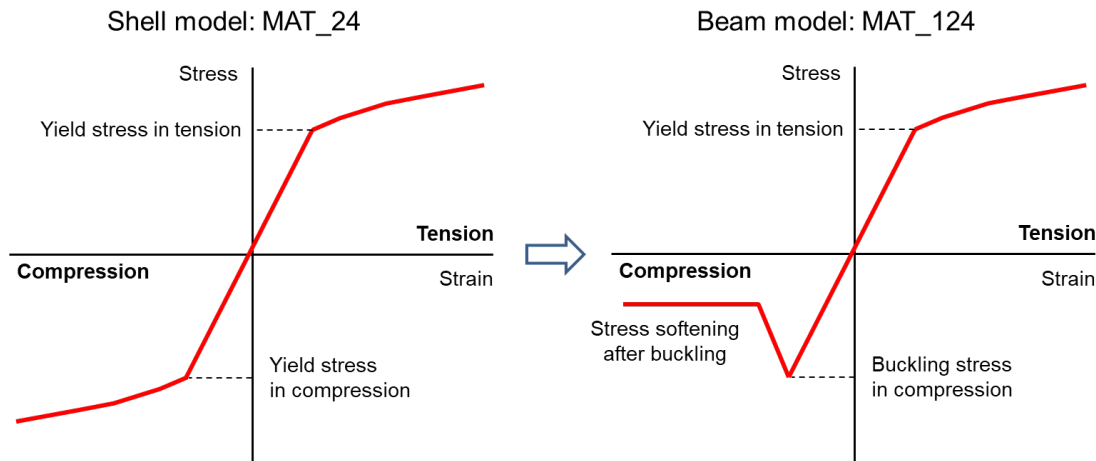 Shell model: MAT_24
Stress
Yield stress in tension
Tension
Compression
Strain
Yield stress
in compression
Beam model: MAT_124
Stress
Yield stress in tension
Tension
Compression
Strain
Stress softening
after buckling
Buckling stress
in compression